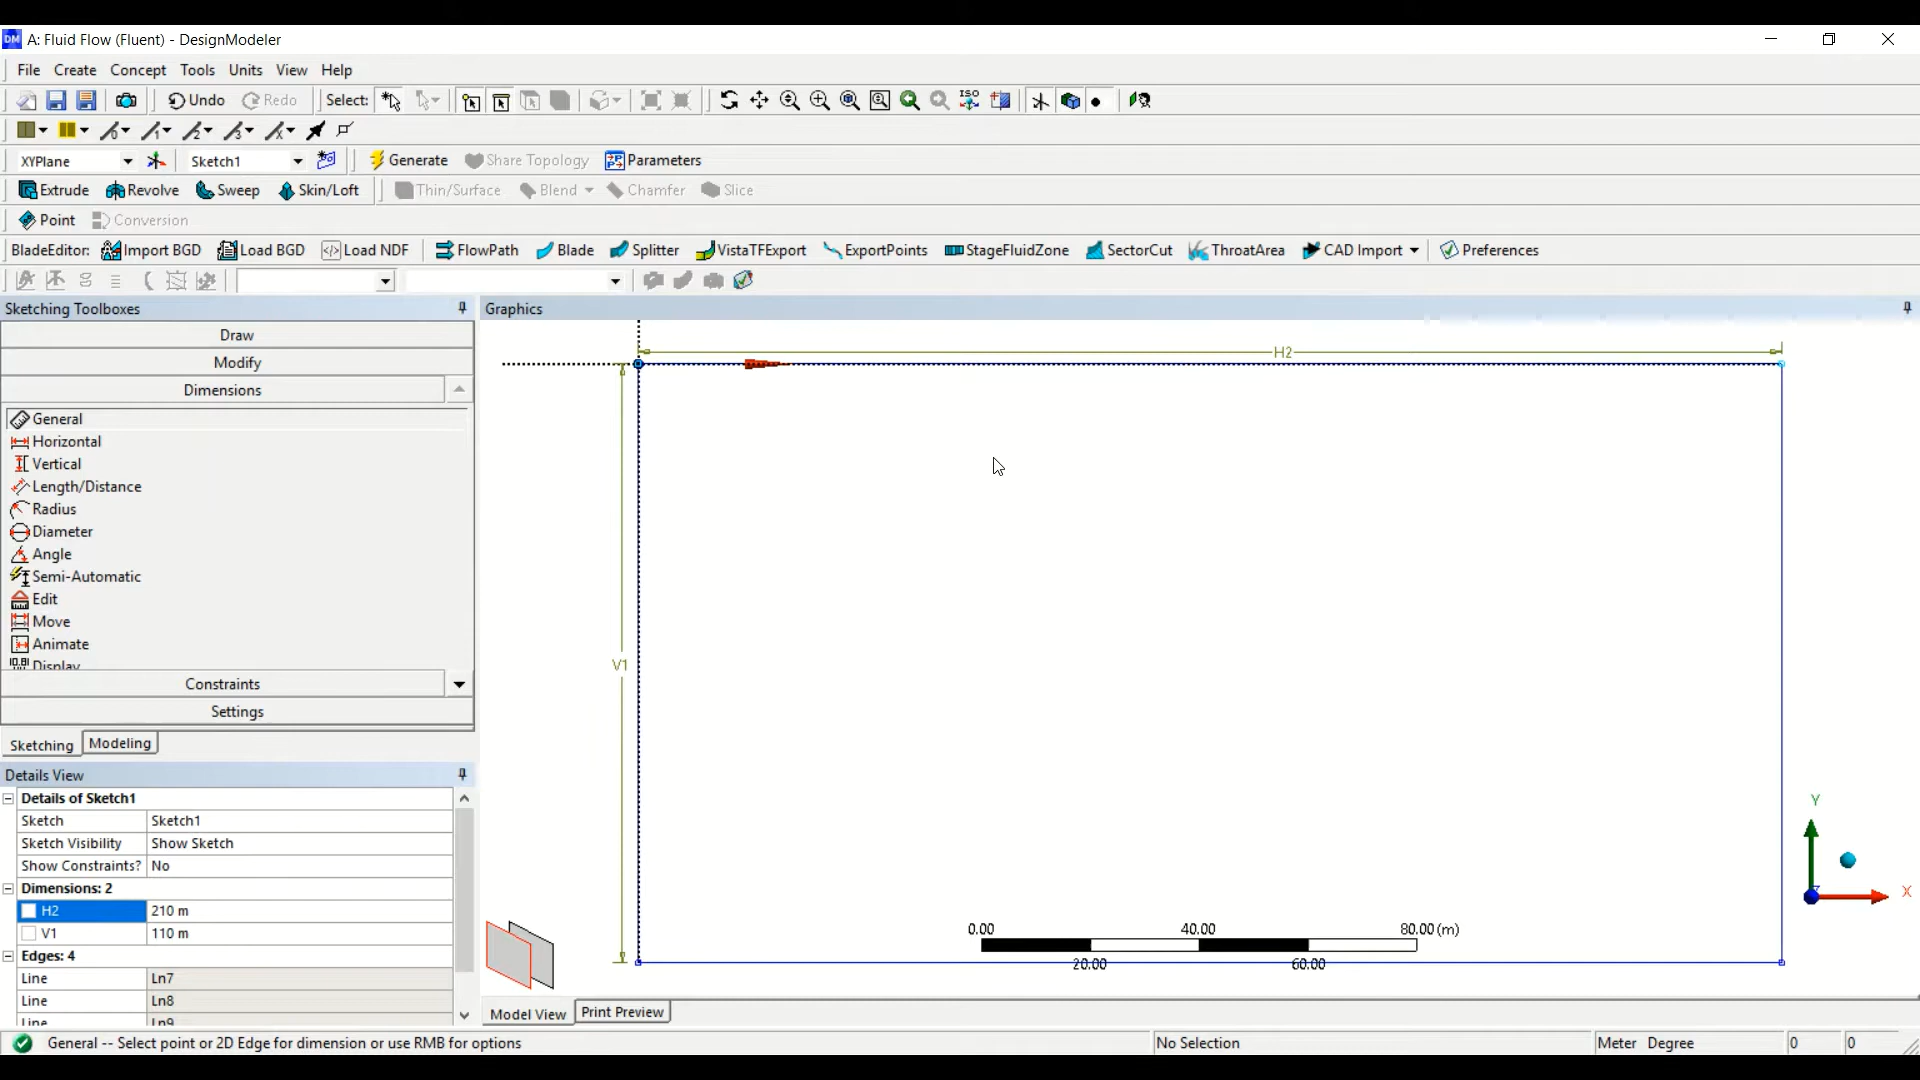 A: Fluid Flow (Fluent) - DesignModeler
File Create Concept Tools Units View Help
Undo Redo Select: ISO
XYPlane Sketch1 Generate Share Topology Parameters
Extrude Revolve Sweep Skin/Loft Thin/Surface Blend Chamfer Slice
Point Conversion
BladeEditor: Import BGD Load BGD Load NDF FlowPath Blade Splitter VistaTFExport ExportPoints StageFluidZone SectorCut ThroatArea CAD Import Preferences
Sketching Toolboxes
Draw
Modify
Dimensions
General
Horizontal
Vertical
Length/Distance
Radius
Diameter
Angle
Semi-Automatic
Edit
Move
Animate
Display
Constraints
Settings
Sketching Modeling
Details View
Details of Sketch1
Sketch Sketch1
Sketch Visibility Show Sketch
Show Constraints? No
Dimensions: 2
H2 210 m
V1 110 m
Edges: 4
Line Ln7
Line Ln8
Line Ln9
Graphics
H2
V1
0.00 40.00 80.00 (m)
20.00 60.00
Y
X
Model View Print Preview
General -- Select point or 2D Edge for dimension or use RMB for options No Selection Meter Degree 0 0